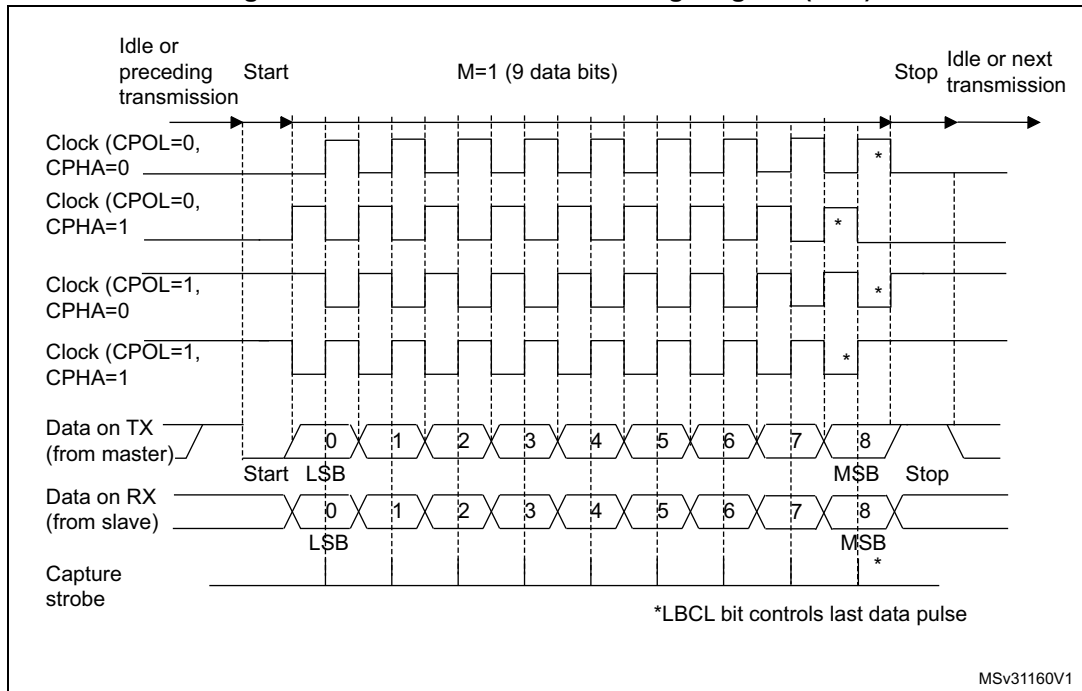 Idle or
preceding
transmission
Start
M=1 (9 data bits)
Stop
Idle or next
transmission
Clock (CPOL=0,
CPHA=0
*
Clock (CPOL=0,
CPHA=1
*
Clock (CPOL=1,
CPHA=0
*
Clock (CPOL=1,
CPHA=1
*
Data on TX
(from master)
0 1 2 3 4 5 6 7 8
Start LSB MSB Stop
Data on RX
(from slave)
0 1 2 3 4 5 6 7 8
LSB MSB
Capture
strobe
*
*LBCL bit controls last data pulse
MSv31160V1